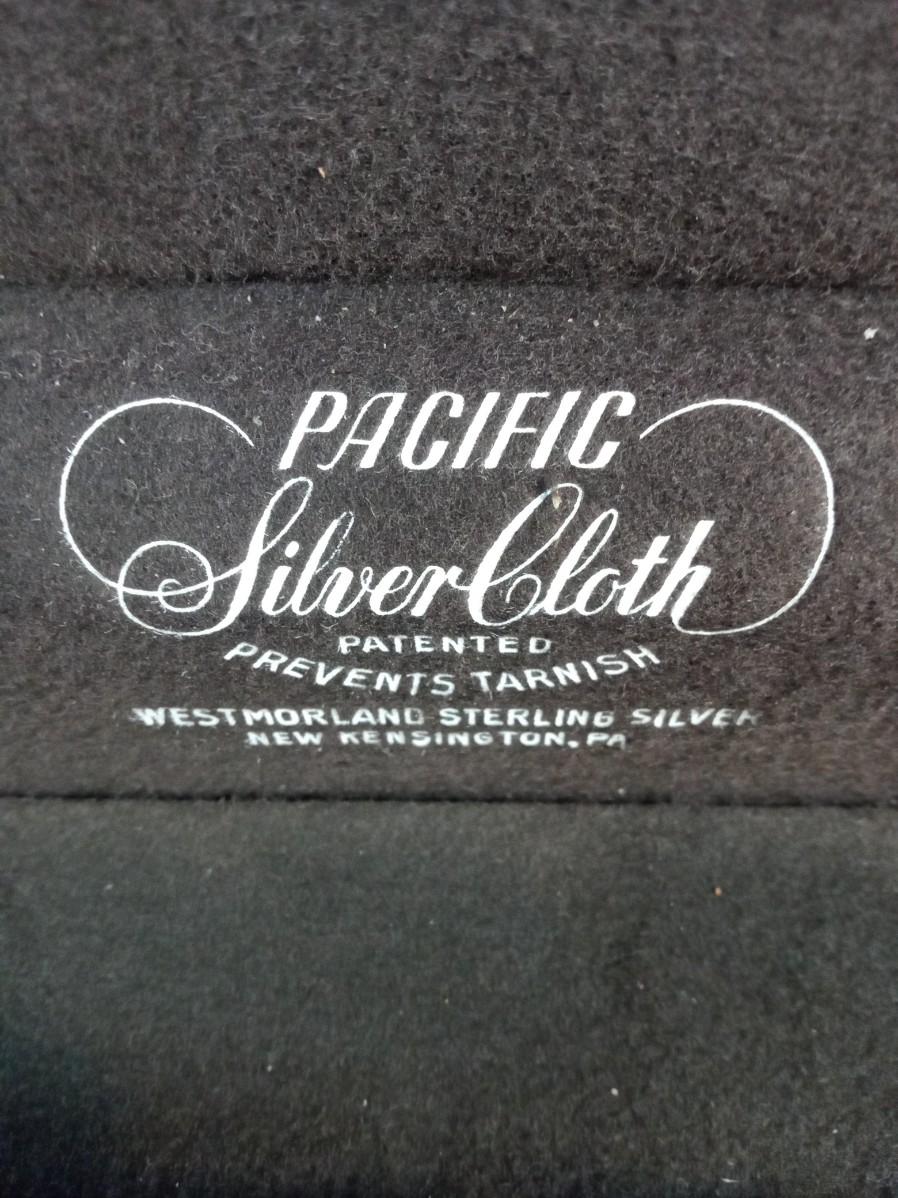 PACIFIC
Silver Cloth
PATENTED
PREVENTS TARNISH
WESTMORLAND STERLING SILVER
NEW KENSINGTON, PA